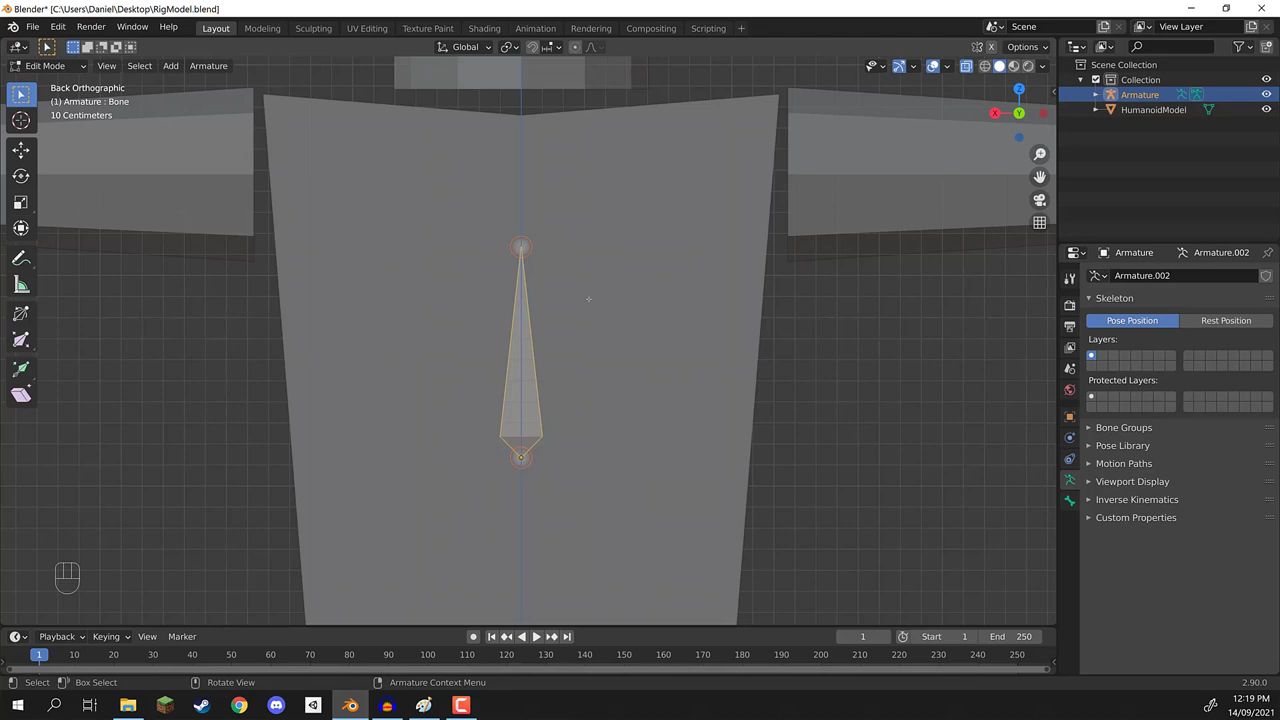 Blender* [C:\Users\Daniel\Desktop\RigModel.blend]
File Edit Render Window Help Layout Modeling Sculpting UV Editing Texture Paint Shading Animation Rendering Compositing Scripting Scene View Layer
Global Options
Edit Mode View Select Add Armature
Back Orthographic
(1) Armature : Bone
10 Centimeters
X
Z
X
Y
Scene Collection
Collection
Armature
HumanoidModel
Armature Armature.002
Armature.002
Skeleton
Pose Position Rest Position
Layers:
Protected Layers:
Bone Groups
Pose Library
Motion Paths
Viewport Display
Inverse Kinematics
Custom Properties
Playback Keying View Marker 1 Start 1 End 250
1 10 20 30 40 50 60 70 80 90 100 110 120 130 140 150 160 170 180 190 200 210 220 230 240 250
Select Box Select Rotate View Armature Context Menu 2.90.0
12:19 PM
14/09/2021